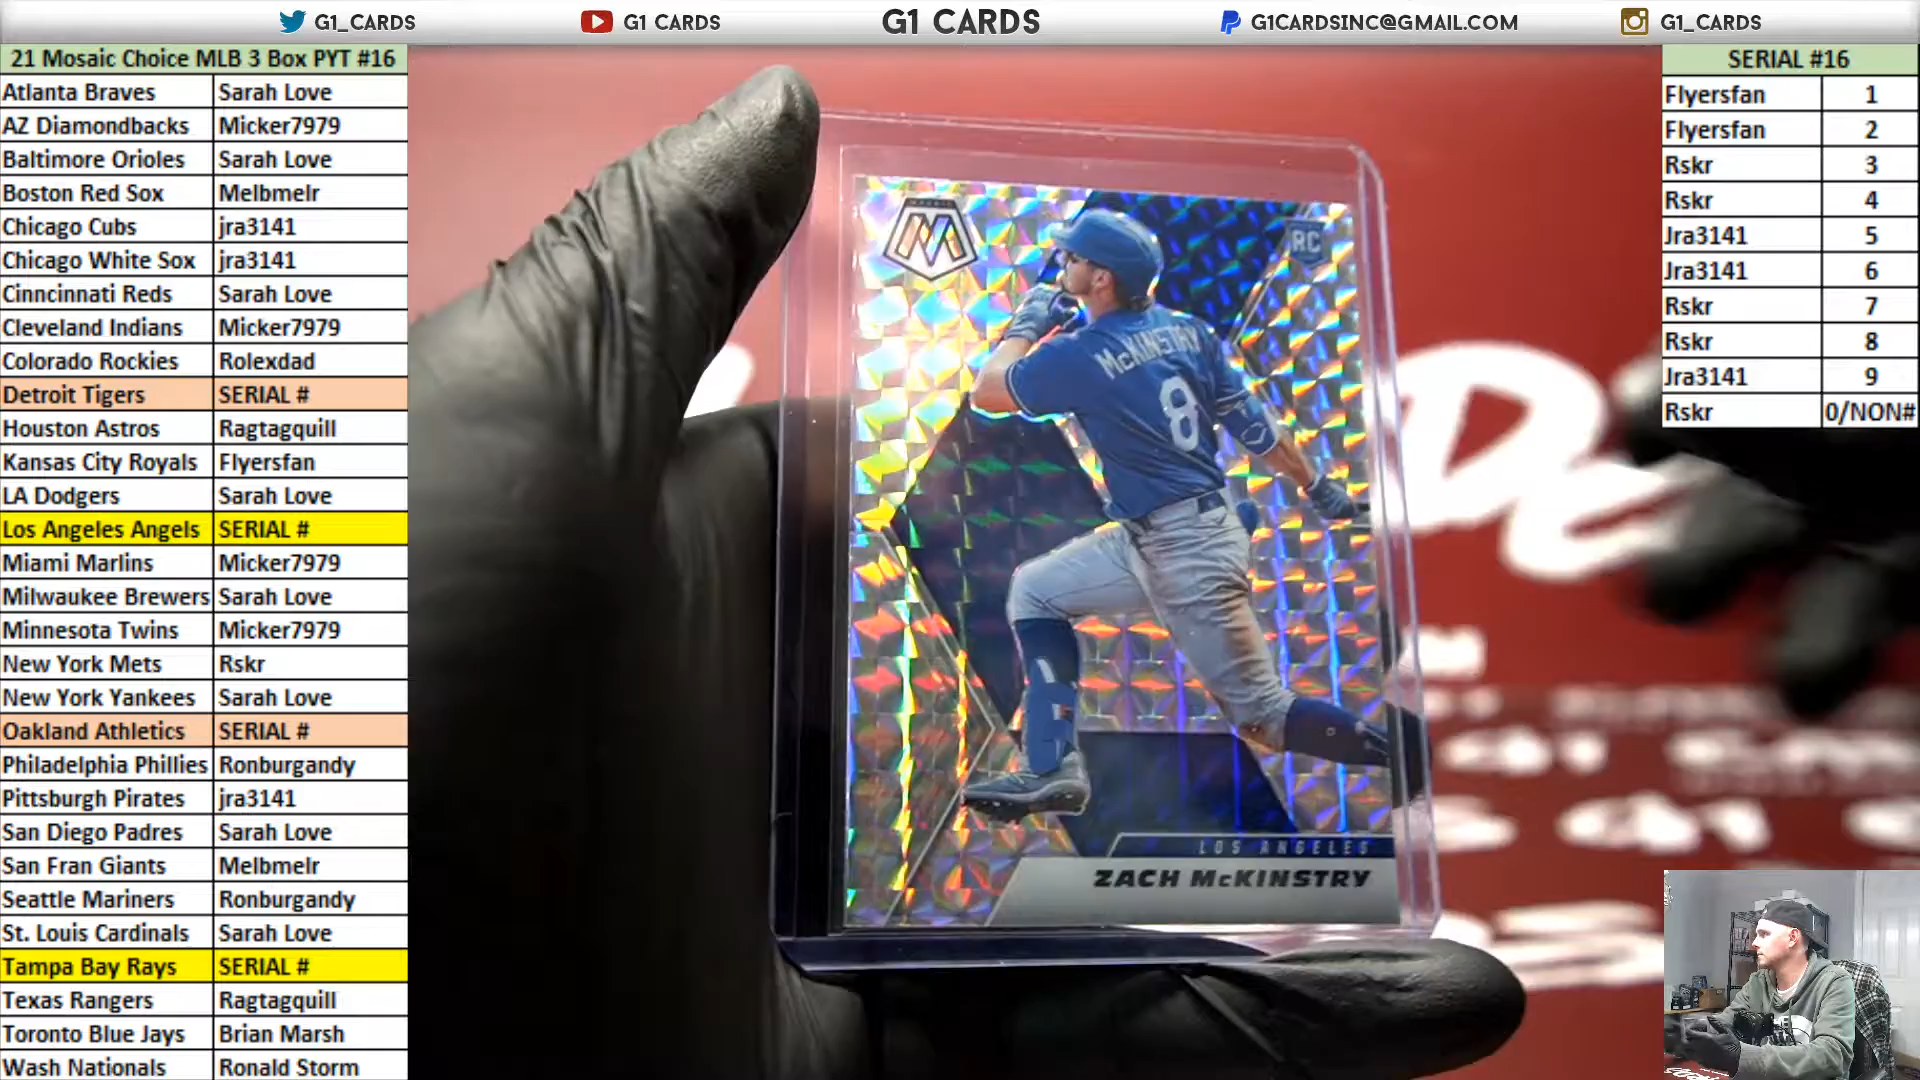 G1_CARDS
G1 CARDS
G1 CARDS
G1CARDSINC@GMAIL.COM
G1_CARDS
21 Mosaic Choice MLB 3 Box PYT #16
Atlanta Braves Sarah Love
AZ Diamondbacks Micker7979
Baltimore Orioles Sarah Love
Boston Red Sox Melbmelr
Chicago Cubs jra3141
Chicago White Sox jra3141
Cinncinnati Reds Sarah Love
Cleveland Indians Micker7979
Colorado Rockies Rolexdad
Detroit Tigers SERIAL #
Houston Astros Ragtagquill
Kansas City Royals Flyersfan
LA Dodgers Sarah Love
Los Angeles Angels SERIAL #
Miami Marlins Micker7979
Milwaukee Brewers Sarah Love
Minnesota Twins Micker7979
New York Mets Rskr
New York Yankees Sarah Love
Oakland Athletics SERIAL #
Philadelphia Phillies Ronburgandy
Pittsburgh Pirates jra3141
San Diego Padres Sarah Love
San Fran Giants Melbmelr
Seattle Mariners Ronburgandy
St. Louis Cardinals Sarah Love
Tampa Bay Rays SERIAL #
Texas Rangers Ragtagquill
Toronto Blue Jays Brian Marsh
Wash Nationals Ronald Storm
M
RC
McKINSTRY
8
LOS ANGELES
ZACH McKINSTRY
SERIAL #16
Flyersfan 1
Flyersfan 2
Rskr 3
Rskr 4
Jra3141 5
Jra3141 6
Rskr 7
Rskr 8
Jra3141 9
Rskr 0/NON#